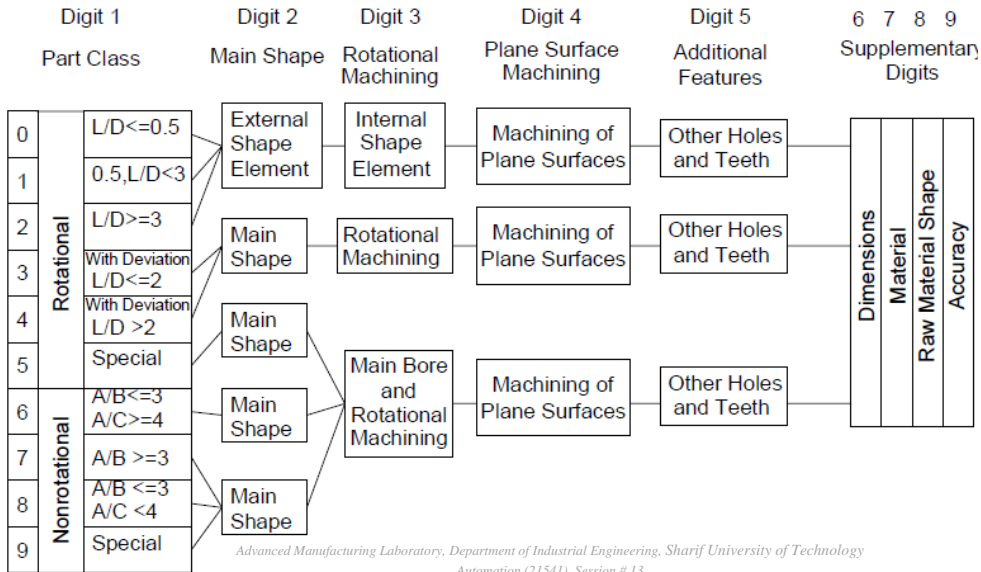 Digit 1 Digit 2 Digit 3 Digit 4 Digit 5 6 7 8 9
Part Class Main Shape Rotational Machining Plane Surface Machining Additional Features Supplementary Digits
0 L/D<=0.5
1 0.5,L/D<3
2 L/D>=3
3 With Deviation
L/D<=2
4 With Deviation
L/D >2
5 Special
Rotational
6 A/B<=3
A/C>=4
7 A/B >=3
8 A/B <=3
A/C <4
9 Special
Nonrotational
External
Shape
Element
Internal
Shape
Element
Machining of
Plane Surfaces
Other Holes
and Teeth
Main
Shape
Rotational
Machining
Machining of
Plane Surfaces
Other Holes
and Teeth
Main
Shape
Main
Shape
Main
Shape
Main Bore
and
Rotational
Machining
Machining of
Plane Surfaces
Other Holes
and Teeth
Dimensions
Material
Raw Material Shape
Accuracy
Advanced Manufacturing Laboratory, Department of Industrial Engineering, Sharif University of Technology
Automation (21541), Session # 13